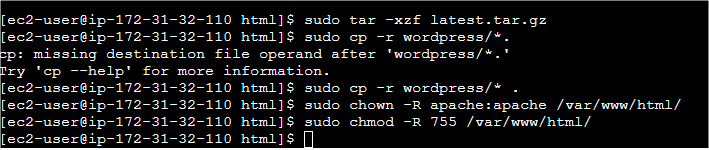 [ec2-user@ip-172-31-32-110 html]$ sudo tar -xzf latest.tar.gz
[ec2-user@ip-172-31-32-110 html]$ sudo cp -r wordpress/*.
cp: missing destination file operand after 'wordpress/*.'
Try 'cp --help' for more information.
[ec2-user@ip-172-31-32-110 html]$ sudo cp -r wordpress/* .
[ec2-user@ip-172-31-32-110 html]$ sudo chown -R apache:apache /var/www/html/
[ec2-user@ip-172-31-32-110 html]$ sudo chmod -R 755 /var/www/html/
[ec2-user@ip-172-31-32-110 html]$